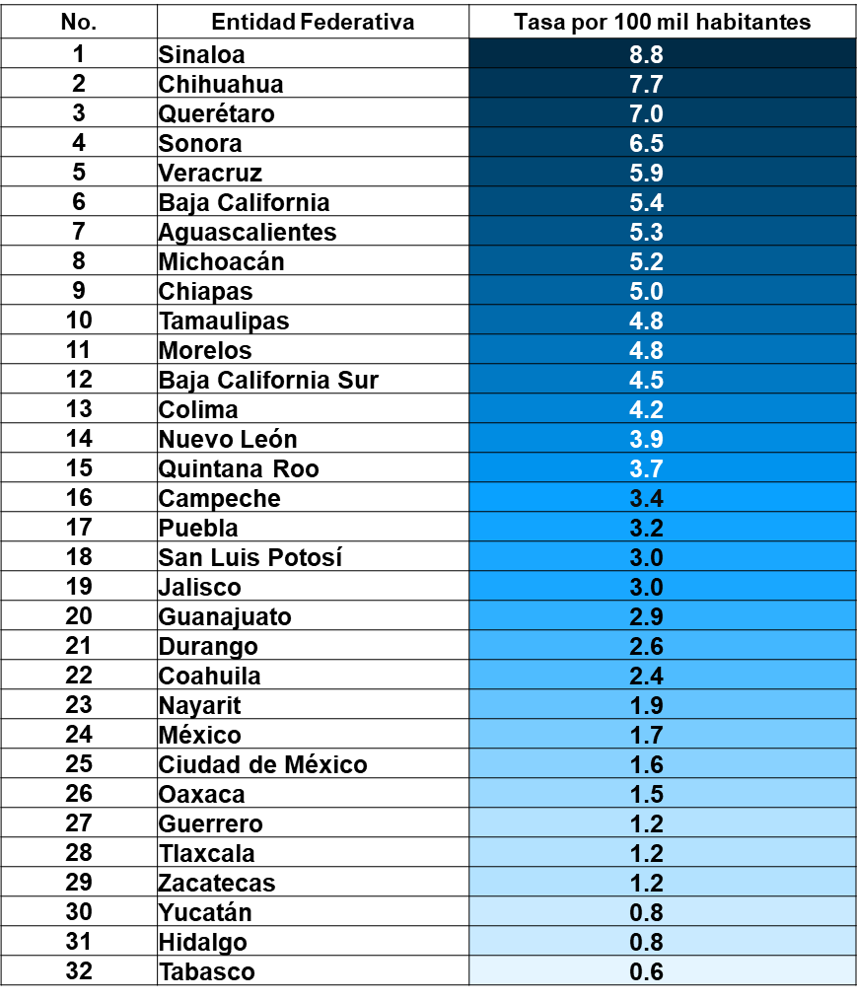 No. Entidad Federativa Tasa por 100 mil habitantes
1 Sinaloa 8.8
2 Chihuahua 7.7
3 Querétaro 7.0
4 Sonora 6.5
5 Veracruz 5.9
6 Baja California 5.4
7 Aguascalientes 5.3
8 Michoacán 5.2
9 Chiapas 5.0
10 Tamaulipas 4.8
11 Morelos 4.8
12 Baja California Sur 4.5
13 Colima 4.2
14 Nuevo León 3.9
15 Quintana Roo 3.7
16 Campeche 3.4
17 Puebla 3.2
18 San Luis Potosí 3.0
19 Jalisco 3.0
20 Guanajuato 2.9
21 Durango 2.6
22 Coahuila 2.4
23 Nayarit 1.9
24 México 1.7
25 Ciudad de México 1.6
26 Oaxaca 1.5
27 Guerrero 1.2
28 Tlaxcala 1.2
29 Zacatecas 1.2
30 Yucatán 0.8
31 Hidalgo 0.8
32 Tabasco 0.6